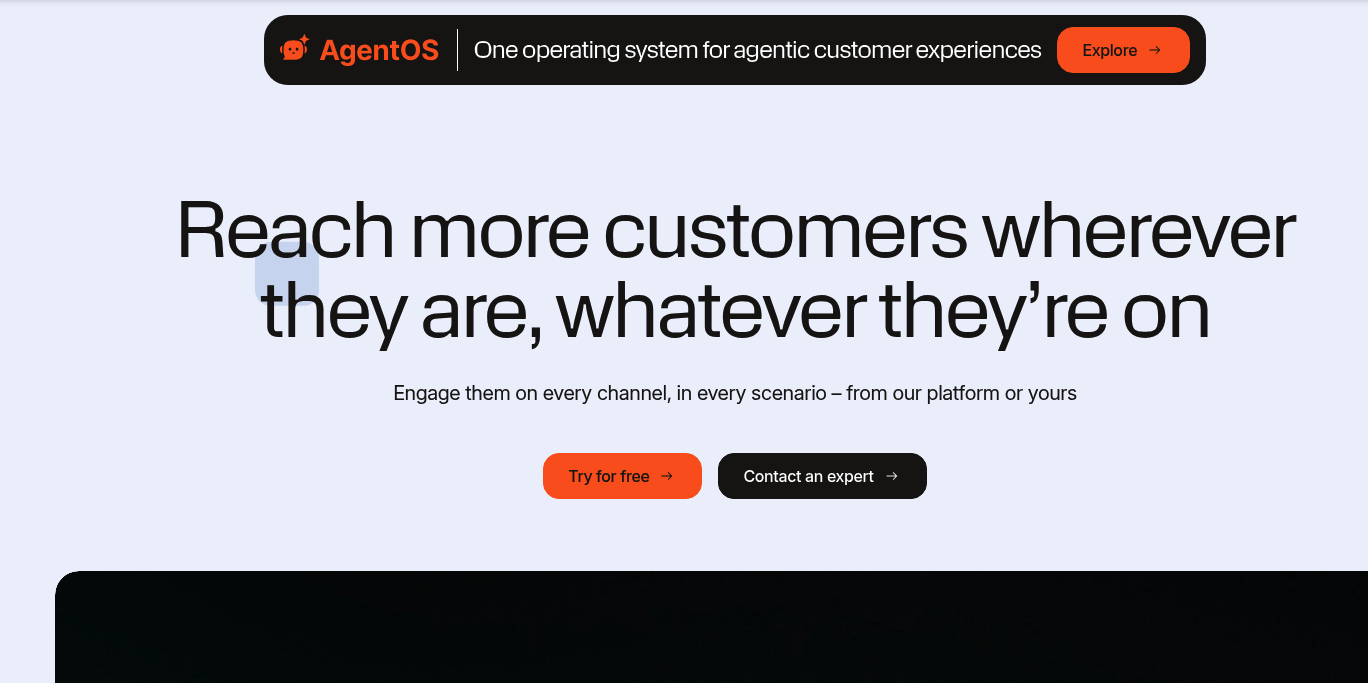 AgentOS
One operating system for agentic customer experiences
Explore →
Reach more customers wherever
they are, whatever they’re on
Engage them on every channel, in every scenario – from our platform or yours
Try for free →
Contact an expert →